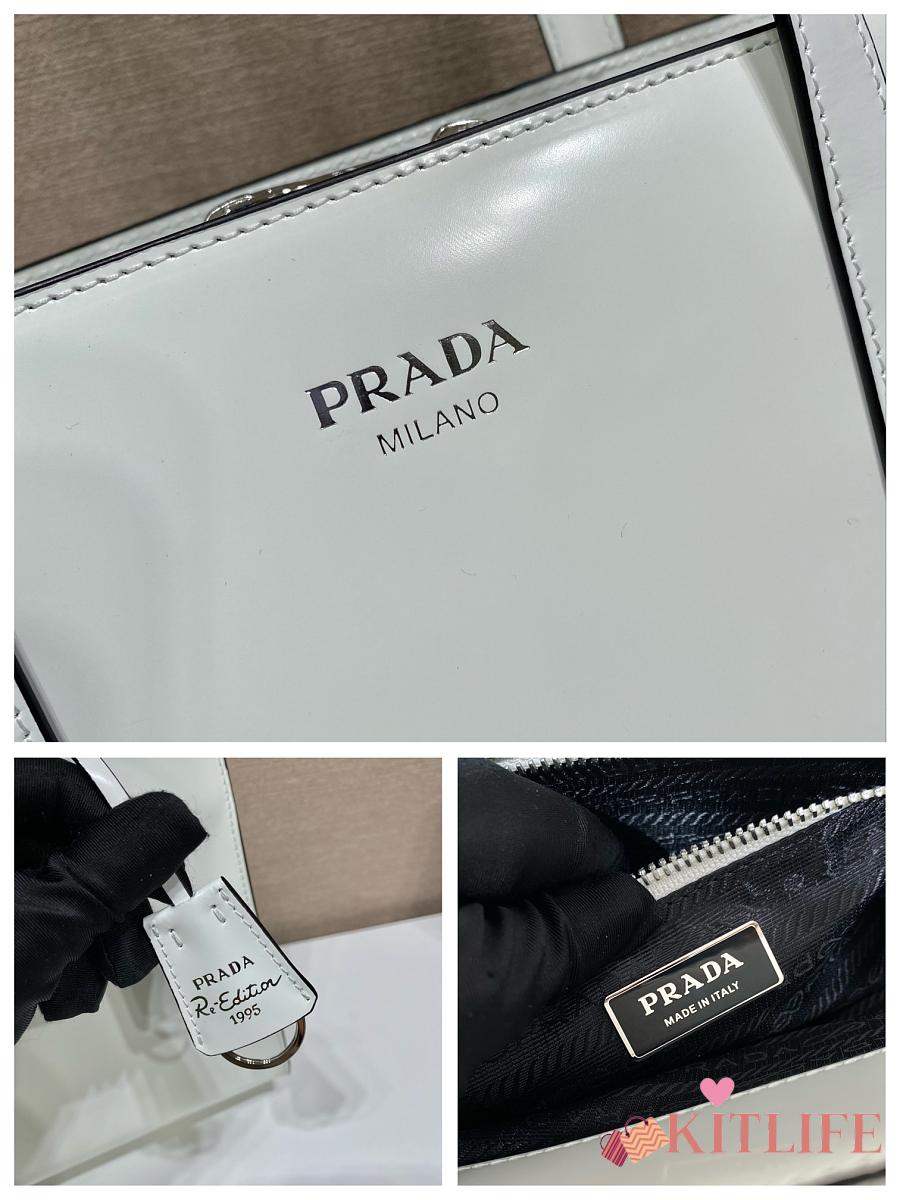 PRADA
MILANO
PRADA
Re-Edition
1995
PRADA
MADE IN ITALY
KITLIFE